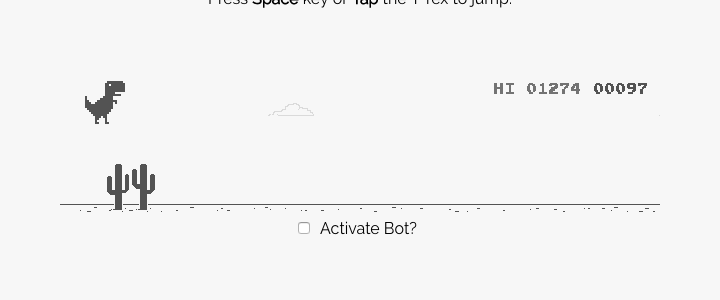 Press Space key or Tap the T-rex to jump.
HI 01274 00097
Activate Bot?